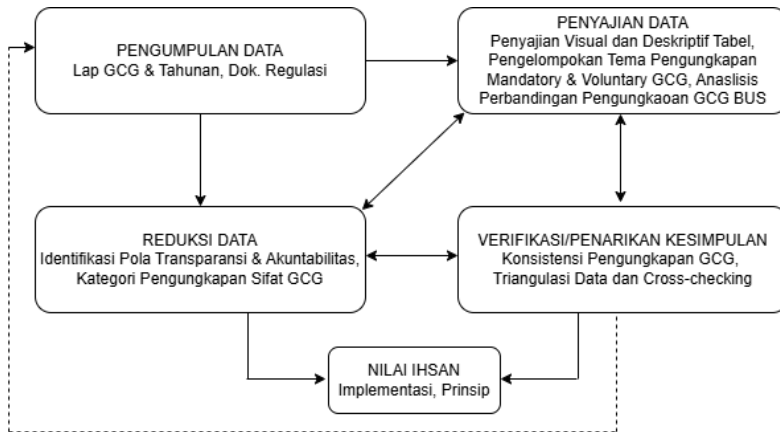 PENGUMPULAN DATA
Lap GCG & Tahunan, Dok. Regulasi
PENYAJIAN DATA
Penyajian Visual dan Deskriptif Tabel,
Pengelompokan Tema Pengungkapan
Mandatory & Voluntary GCG, Anaslisis
Perbandingan Pengungkaoan GCG BUS
REDUKSI DATA
Identifikasi Pola Transparansi & Akuntabilitas,
Kategori Pengungkapan Sifat GCG
VERIFIKASI/PENARIKAN KESIMPULAN
Konsistensi Pengungkapan GCG,
Triangulasi Data dan Cross-checking
NILAI IHSAN
Implementasi, Prinsip